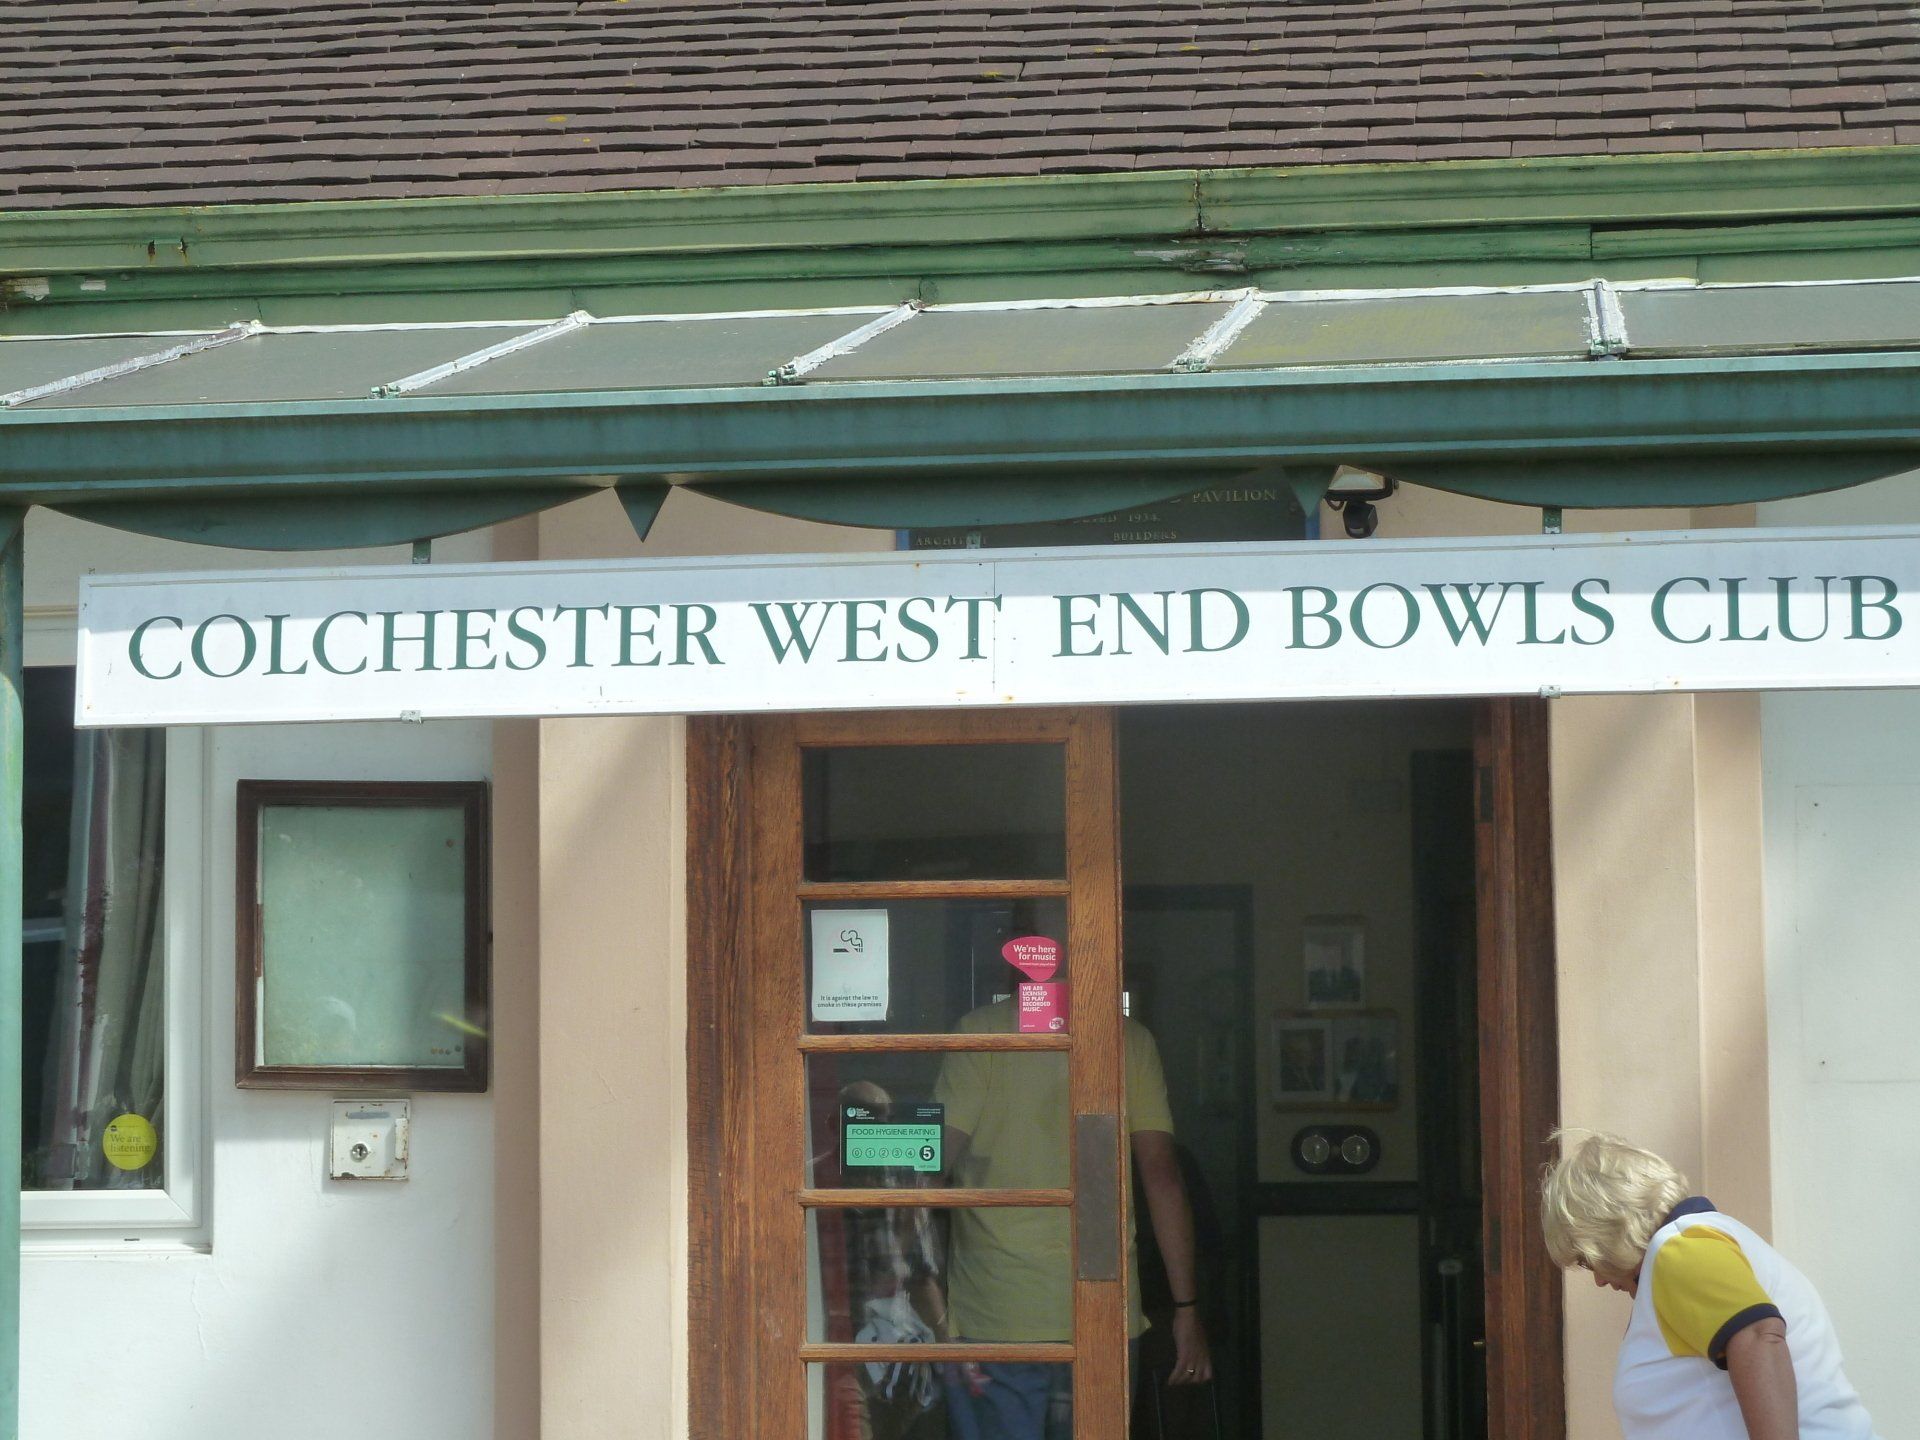 PAVILION
1934
BUILDERS
COLCHESTER WEST END BOWLS CLUB
It is against the law to
smoke in these premises
We're here
for music
WE ARE
LICENSED
TO PLAY
RECORDED
MUSIC.
PPL
FOOD HYGIENE RATING
0 1 2 3 4 5
We are
listening